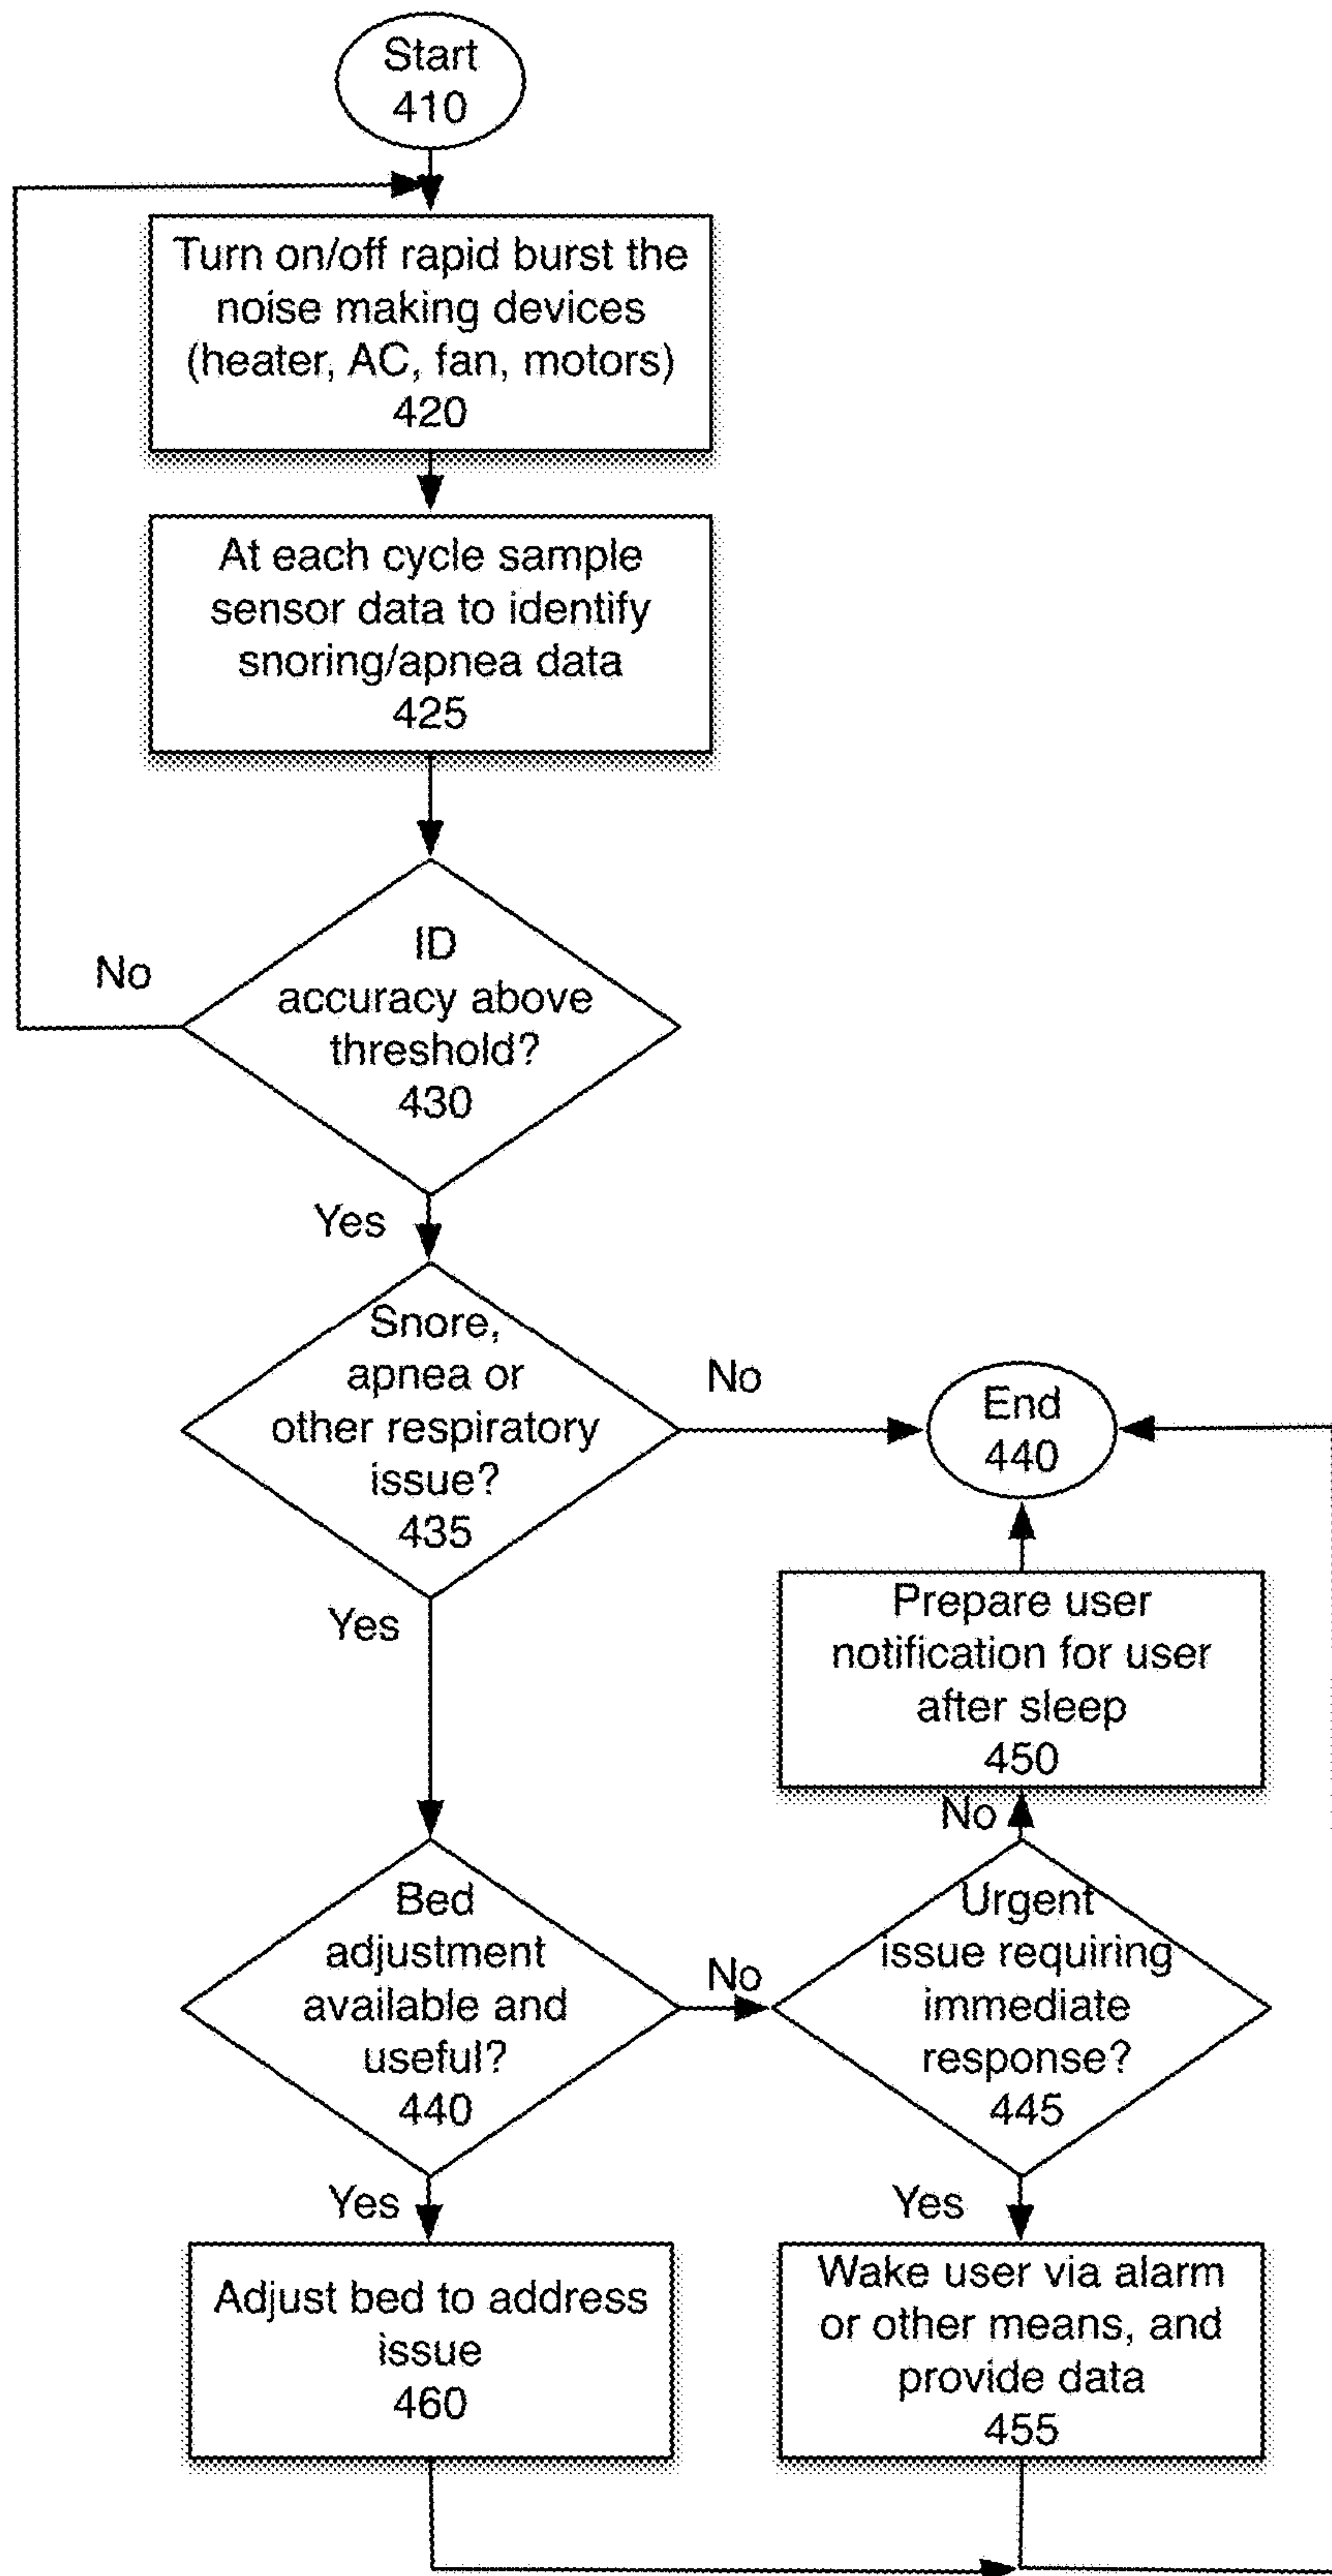 Start
410
Turn on/off rapid burst the
noise making devices
(heater, AC, fan, motors)
420
At each cycle sample
sensor data to identify
snoring/apnea data
425
ID
accuracy above
threshold?
430
No
Yes
Snore,
apnea or
other respiratory
issue?
435
No
End
440
Yes
Prepare user
notification for user
after sleep
450
No
Bed
adjustment
available and
useful?
440
No
Urgent
issue requiring
immediate
response?
445
Yes
Yes
Adjust bed to address
issue
460
Wake user via alarm
or other means, and
provide data
455